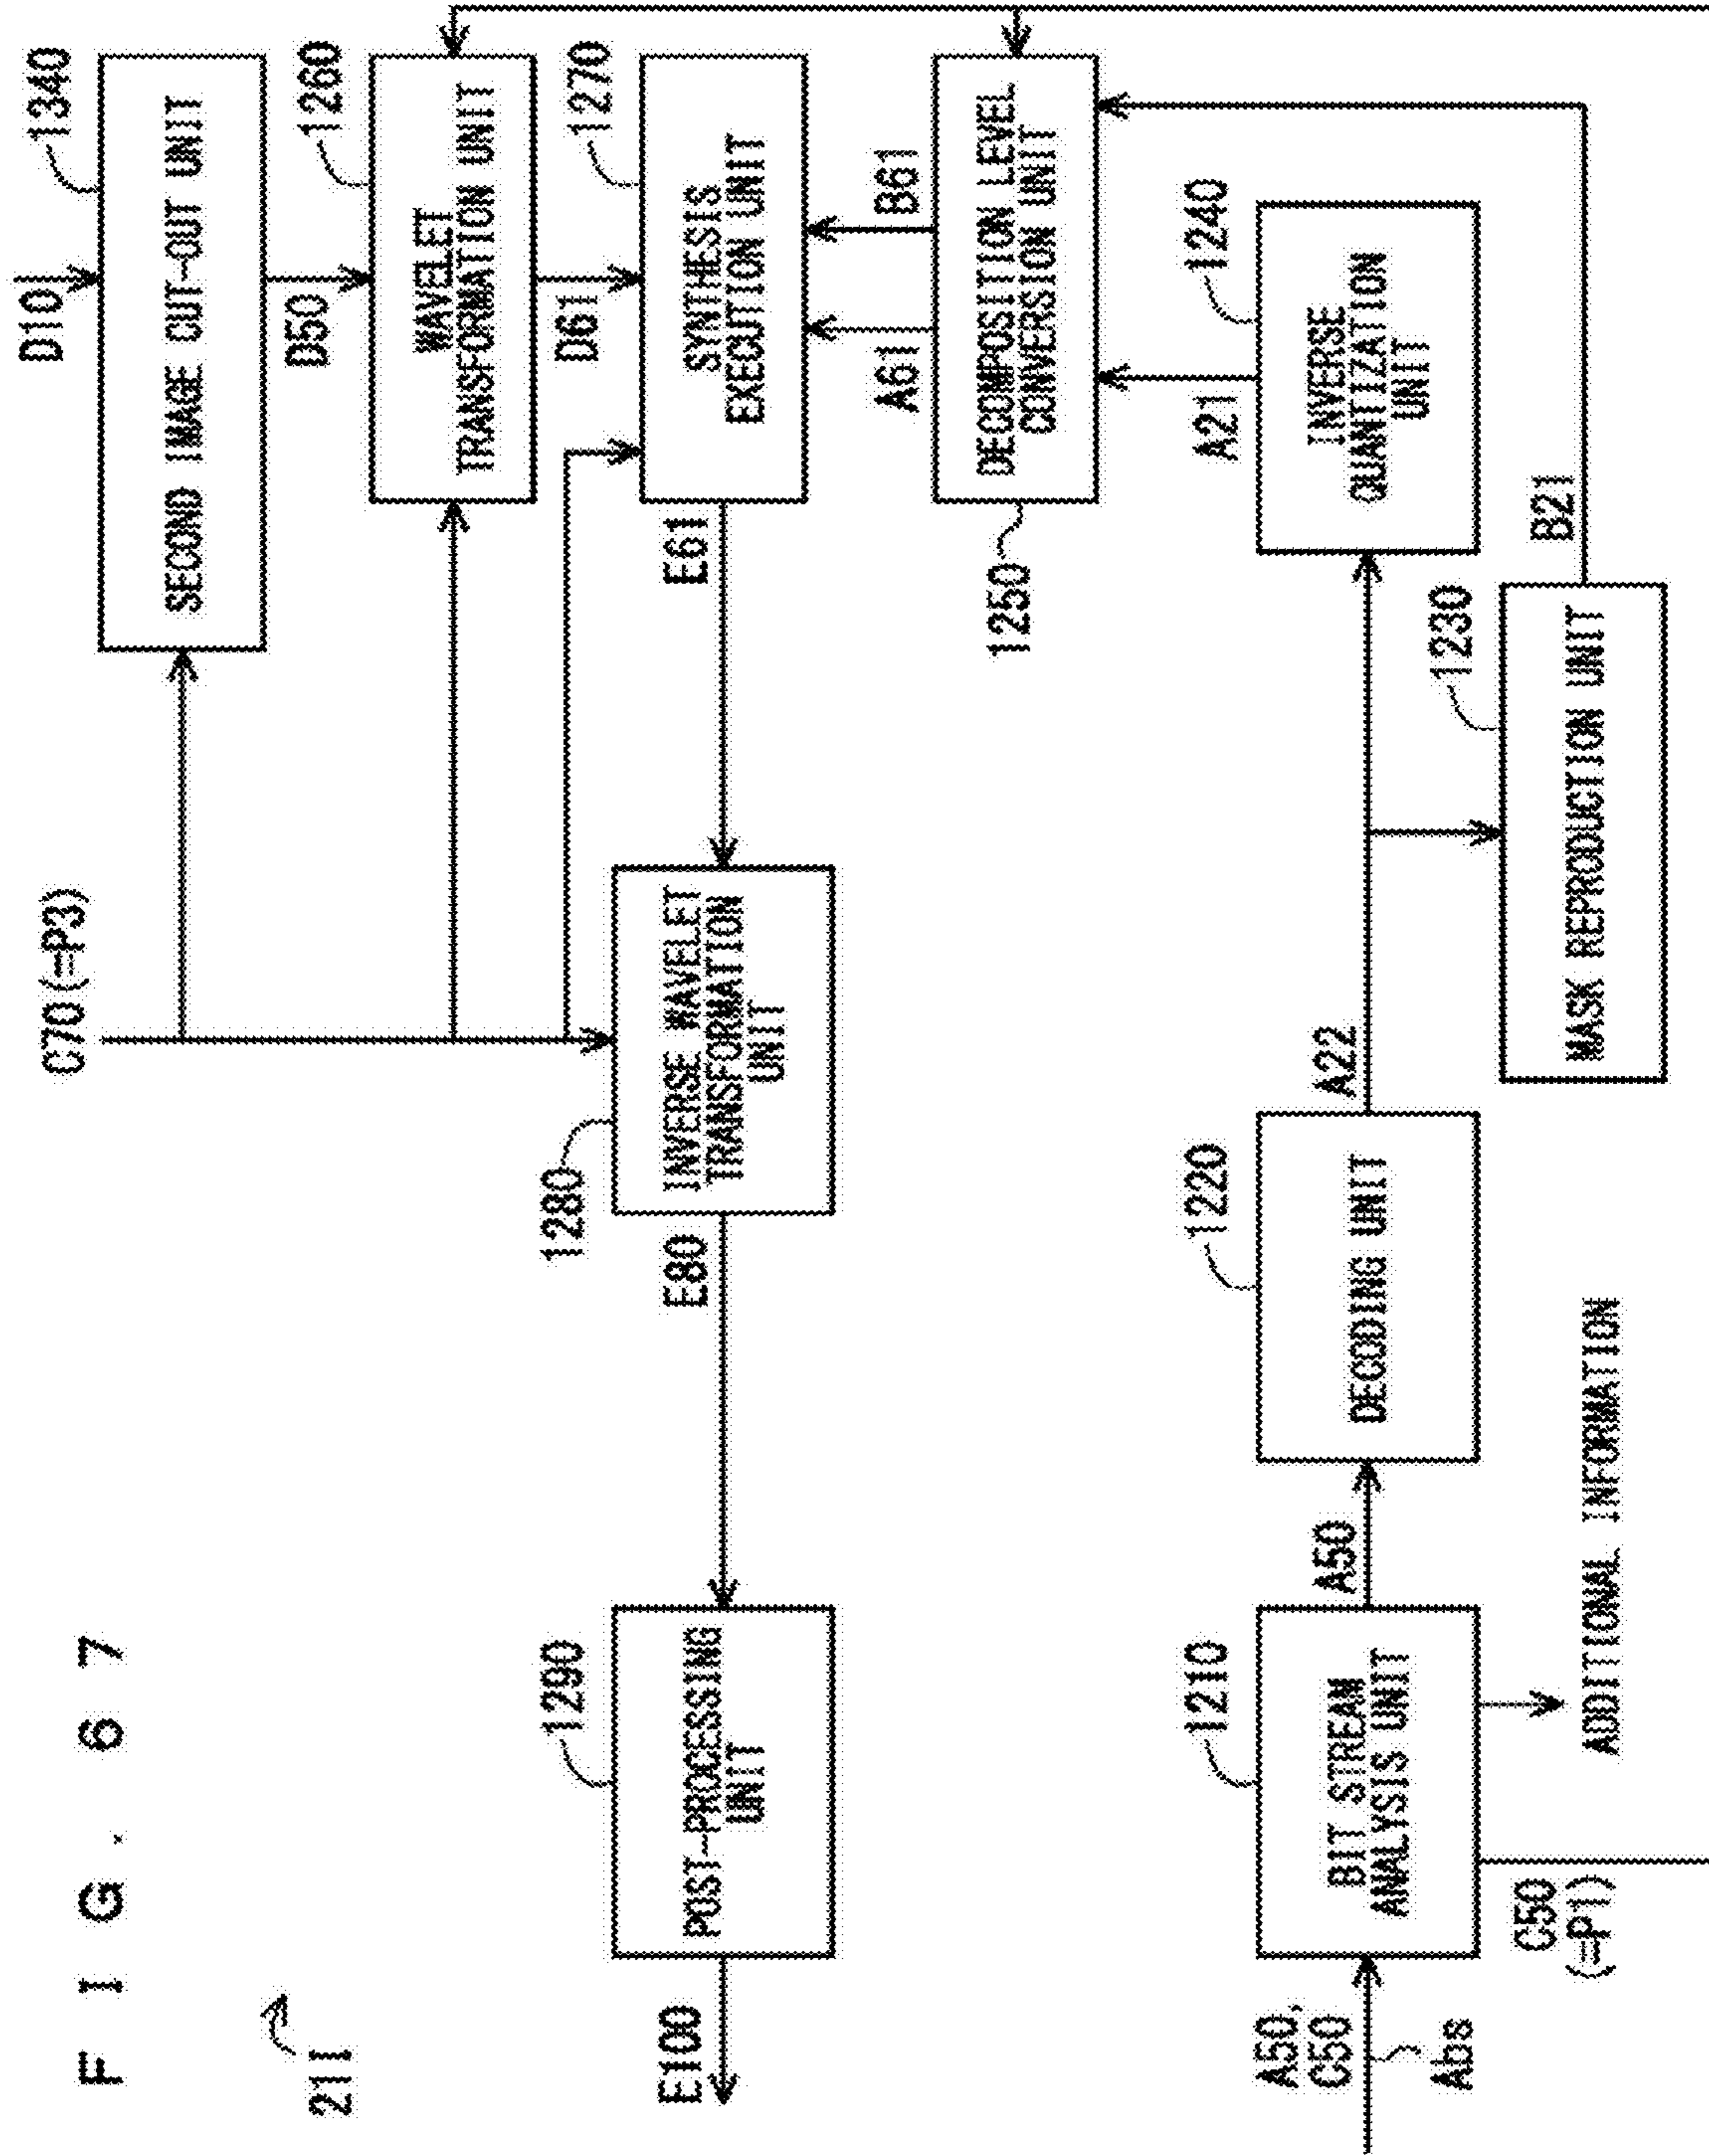 FIG. 67
211
C70(=P3)
D10
1340
SECOND IMAGE CUT-OUT UNIT
D50
1260
WAVELET
TRANSFORMATION UNIT
D61
1270
SYNTHESIS
EXECUTION UNIT
E61
1280
INVERSE WAVELET
TRANSFORMATION
UNIT
E80
1290
POST-PROCESSING
UNIT
E100
A61
B61
DECOMPOSITION LEVEL
CONVERSION UNIT
1250
A50,
C50
Abs
1210
BIT STREAM
ANALYSIS UNIT
C50
(=P1)
ADDITIONAL INFORMATION
A50
1220
DECODING UNIT
A22
A21
1240
INVERSE
QUANTIZATION
UNIT
1230
MASK REPRODUCTION UNIT
B21